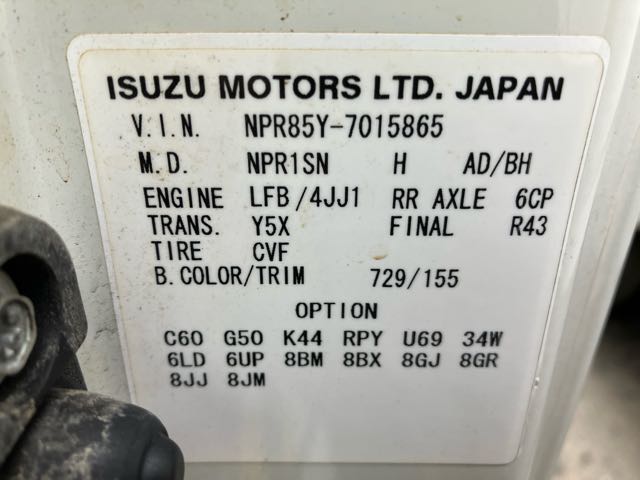 ISUZU MOTORS LTD. JAPAN
V.I.N. NPR85Y-7015865
M.D. NPR1SN H AD/BH
ENGINE LFB/4JJ1 RR AXLE 6CP
TRANS. Y5X FINAL R43
TIRE CVF
B.COLOR/TRIM 729/155
OPTION
C60 G50 K44 RPY U69 34W
6LD 6UP 8BM 8BX 8GJ 8GR
8JJ 8JM